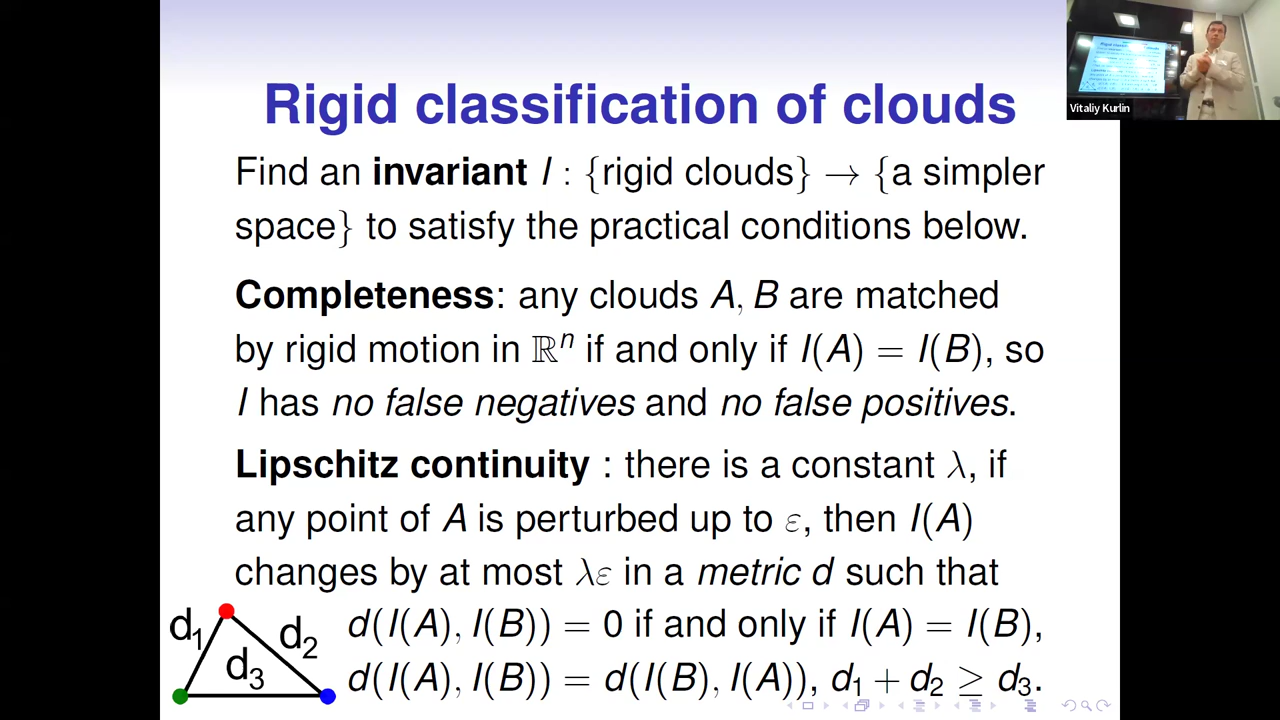 Rigid classification of clouds
Find an invariant I : {rigid clouds} → {a simpler
space} to satisfy the practical conditions below.
Completeness: any clouds A, B are matched
by rigid motion in ℝⁿ if and only if I(A) = I(B), so
I has no false negatives and no false positives.
Lipschitz continuity : there is a constant λ, if
any point of A is perturbed up to ε, then I(A)
changes by at most λε in a metric d such that
d(I(A), I(B)) = 0 if and only if I(A) = I(B),
d(I(A), I(B)) = d(I(B), I(A)), d₁ + d₂ ≥ d₃.
d₁
d₂
d₃
Vitaliy Kurlin